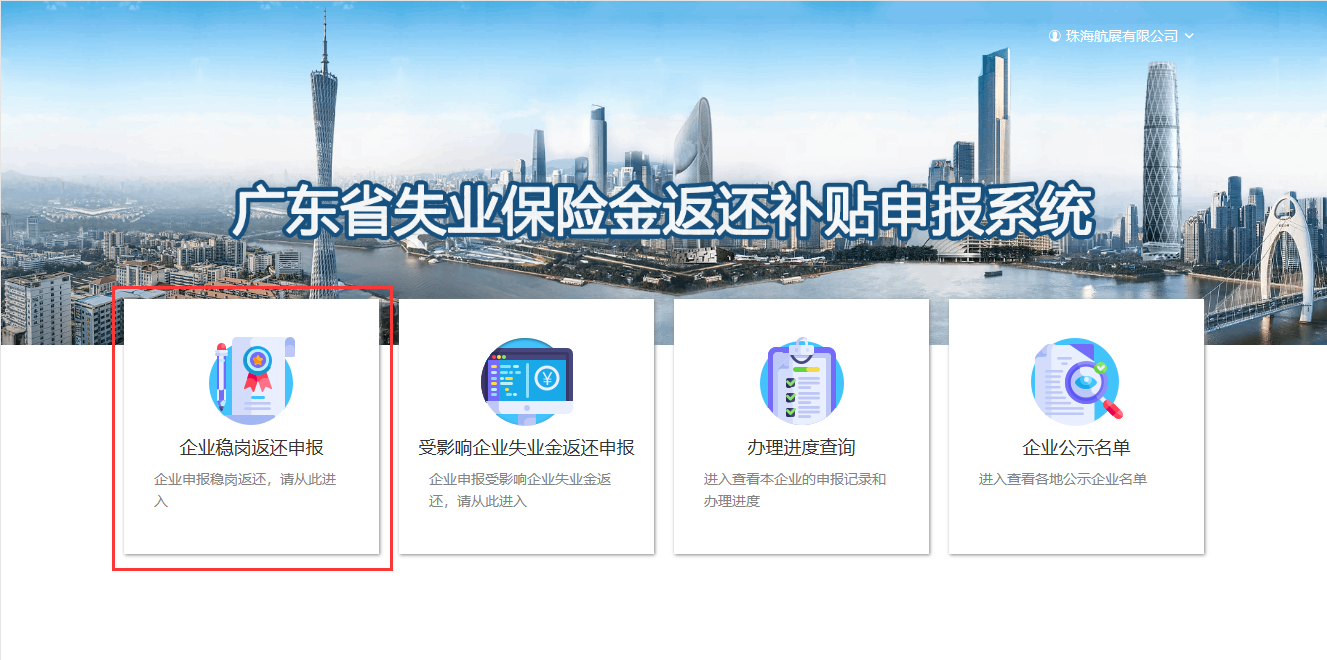 珠海航展有限公司
广东省失业保险金返还补贴申报系统
企业稳岗返还申报
企业申报稳岗返还，请从此进
入
受影响企业失业金返还申报
企业申报受影响企业失业金返
还，请从此进入
办理进度查询
进入查看本企业的申报记录和
办理进度
企业公示名单
进入查看各地公示企业名单